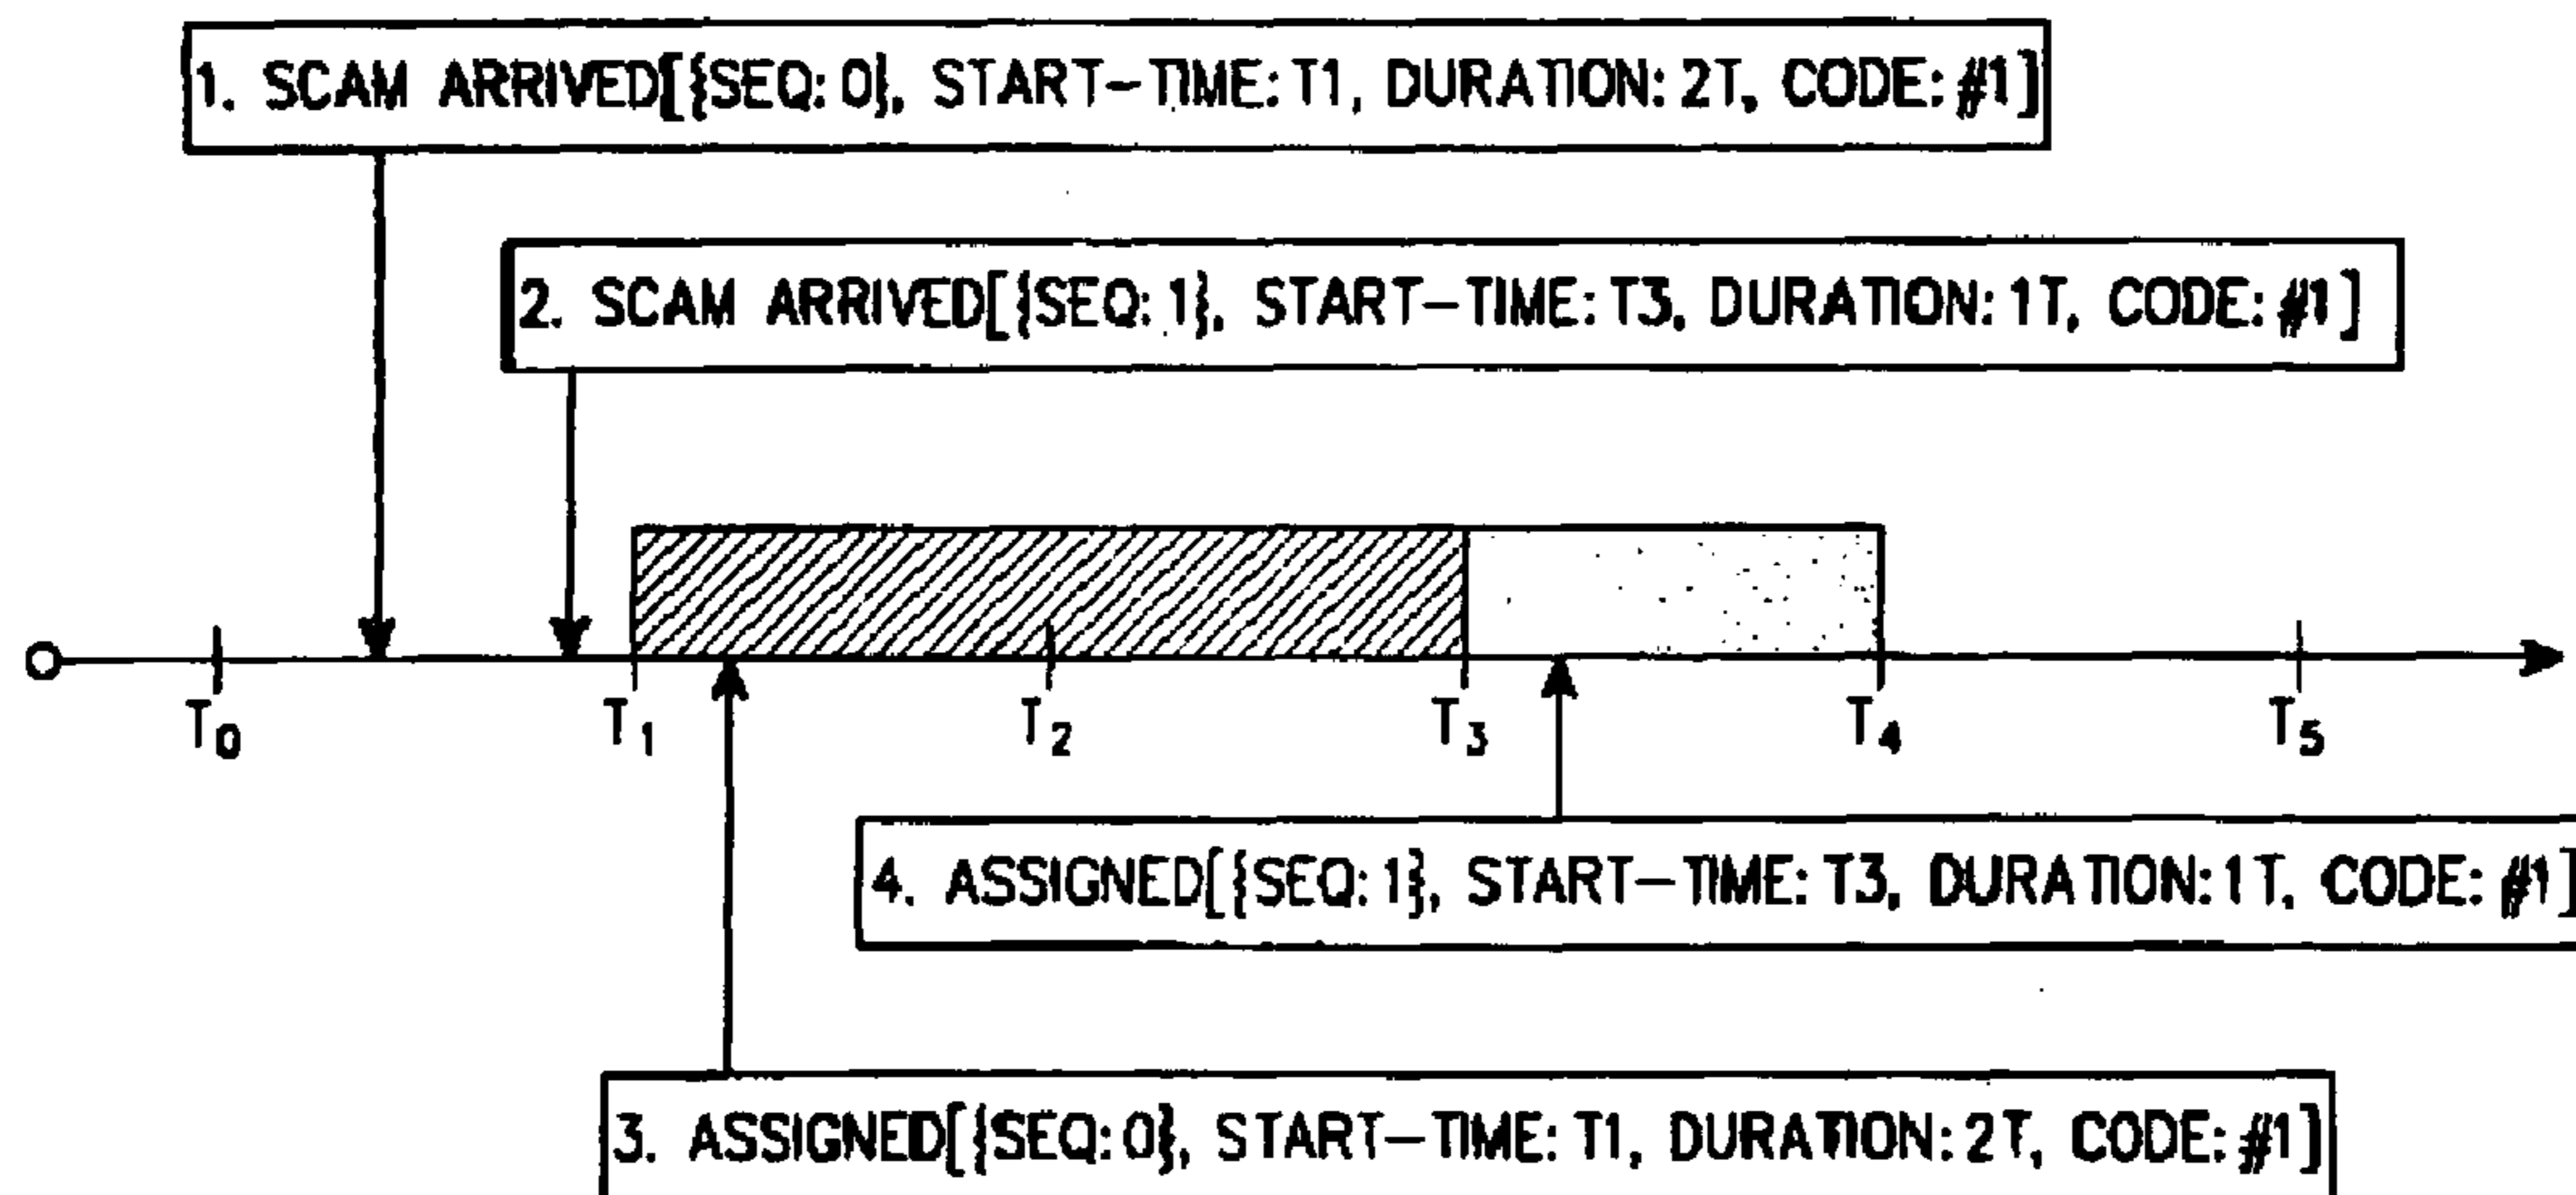 1. SCAM ARRIVED[{SEQ: 0}, START-TIME: T1, DURATION: 2T, CODE: #1]
2. SCAM ARRIVED[{SEQ: 1}, START-TIME: T3, DURATION: 1T, CODE: #1]
T0 T1 T2 T3 T4 T5
4. ASSIGNED[{SEQ: 1}, START-TIME: T3, DURATION: 1T, CODE: #1]
3. ASSIGNED[{SEQ: 0}, START-TIME: T1, DURATION: 2T, CODE: #1]